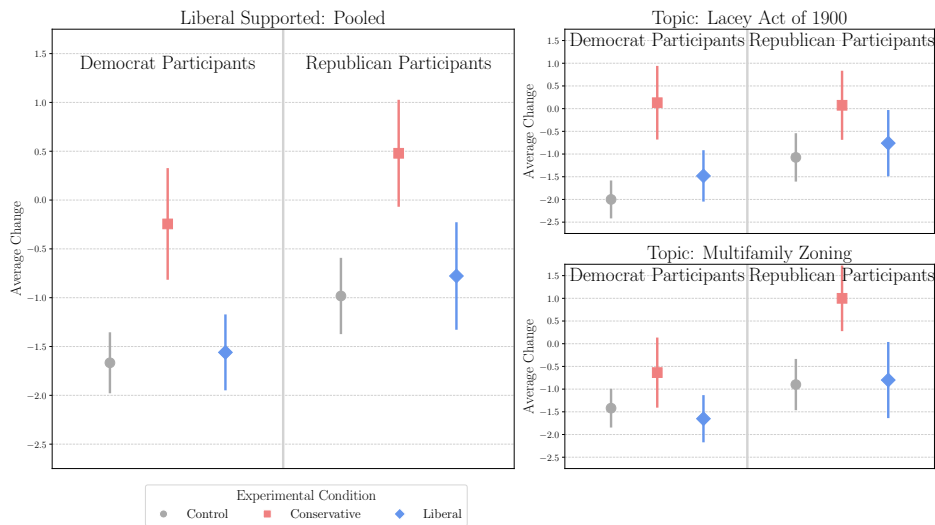 Liberal Supported: Pooled
Democrat Participants
Republican Participants
Average Change
1.5
1.0
0.5
0.0
−0.5
−1.0
−1.5
−2.0
−2.5
Topic: Lacey Act of 1900
Democrat Participants
Republican Participants
Average Change
1.5
1.0
0.5
0.0
−0.5
−1.0
−1.5
−2.0
−2.5
Topic: Multifamily Zoning
Democrat Participants
Republican Participants
Average Change
1.5
1.0
0.5
0.0
−0.5
−1.0
−1.5
−2.0
−2.5
Experimental Condition
Control
Conservative
Liberal